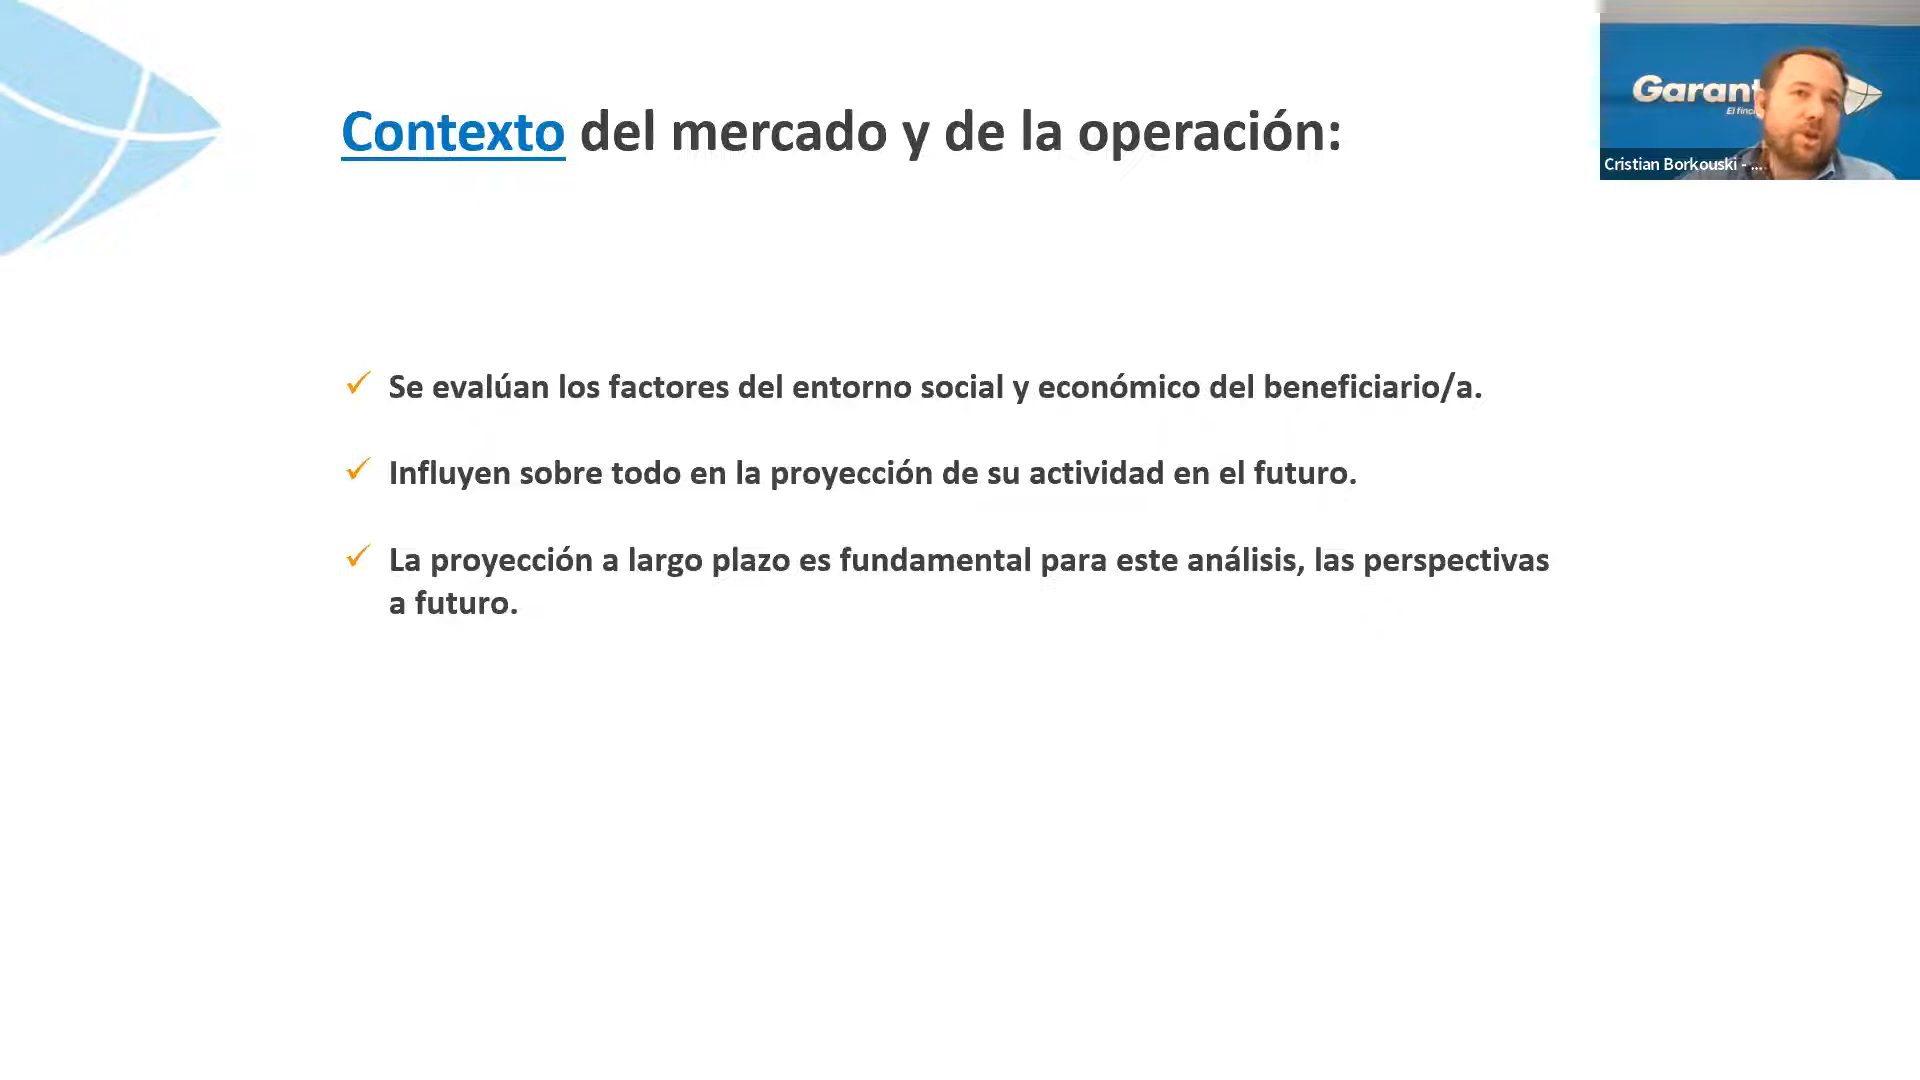 Contexto del mercado y de la operación:
Garant
El finc
Cristian Borkouski - ...
Se evalúan los factores del entorno social y económico del beneficiario/a.
Influyen sobre todo en la proyección de su actividad en el futuro.
La proyección a largo plazo es fundamental para este análisis, las perspectivas
a futuro.